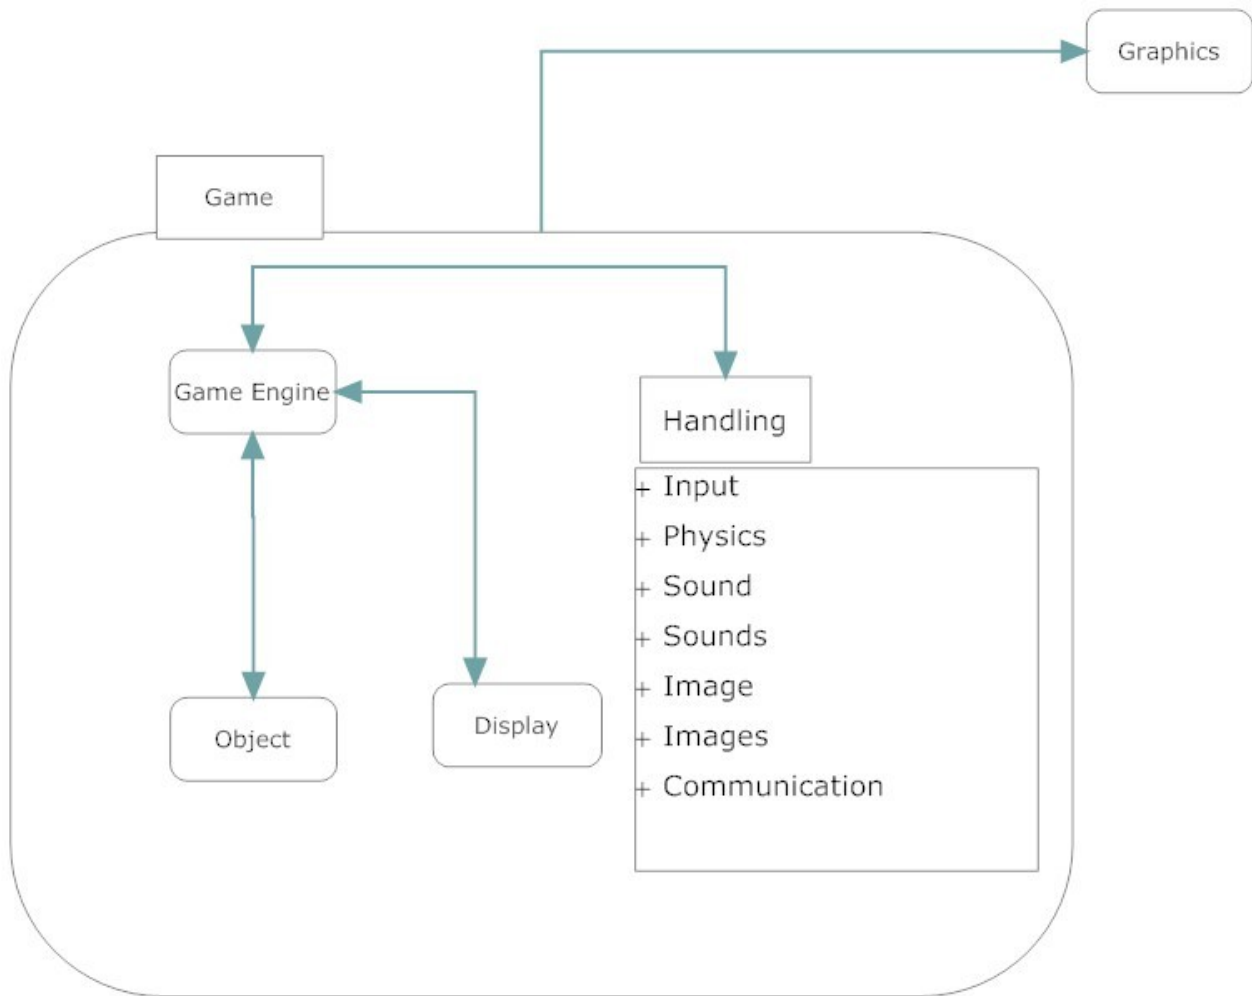 Graphics
Game
Game Engine
Handling
+ Input
+ Physics
+ Sound
+ Sounds
+ Image
+ Images
+ Communication
Object
Display